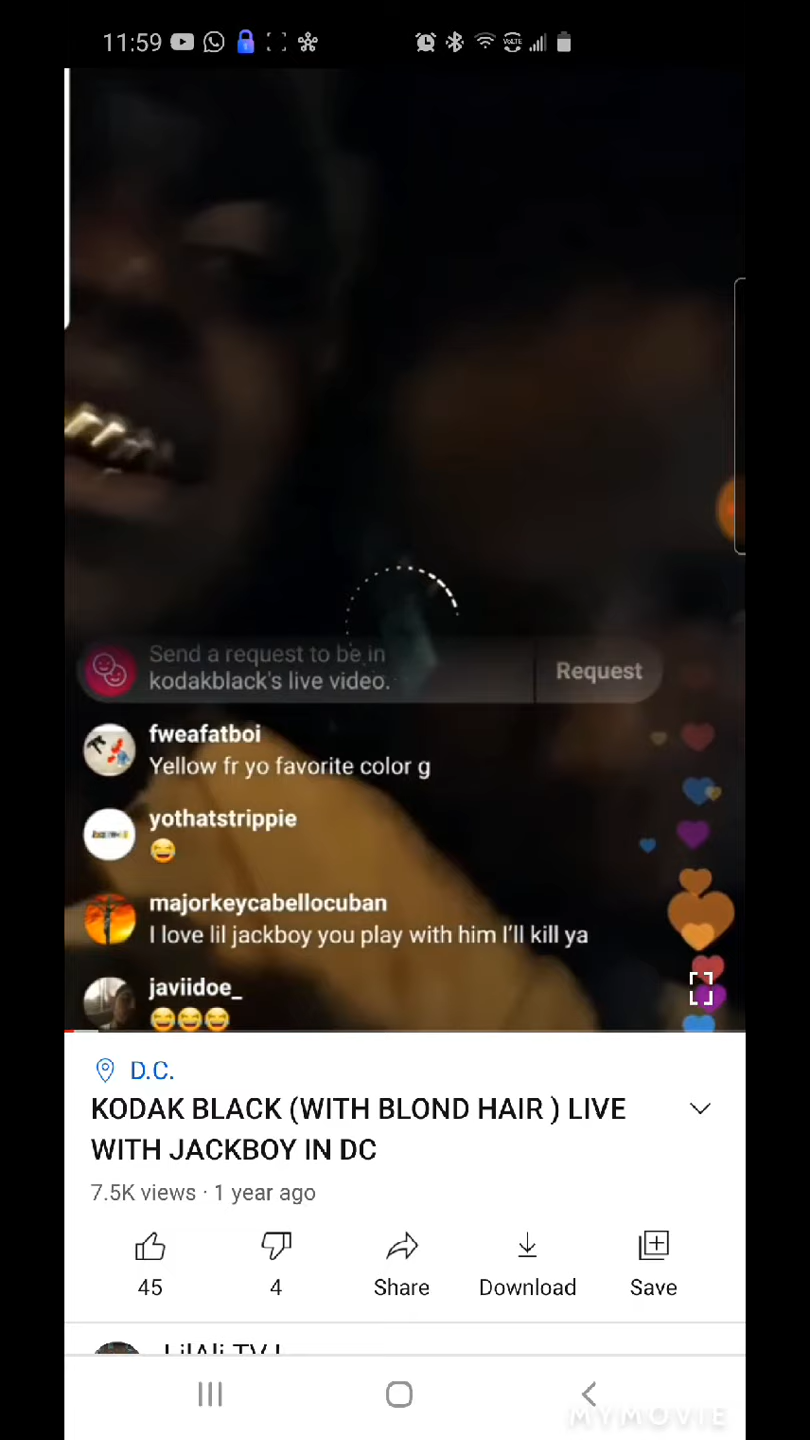 11:59
Send a request to be in
kodakblack's live video.
Request
fweafatboi
Yellow fr yo favorite color g
yothatstrippie
😂
majorkeycabellocuban
I love lil jackboy you play with him I'll kill ya
javiidoe_
😂😂😂
D.C.
KODAK BLACK (WITH BLOND HAIR ) LIVE
WITH JACKBOY IN DC
7.5K views · 1 year ago
45
4
Share
Download
Save
LilAli TV
MYMOVIE